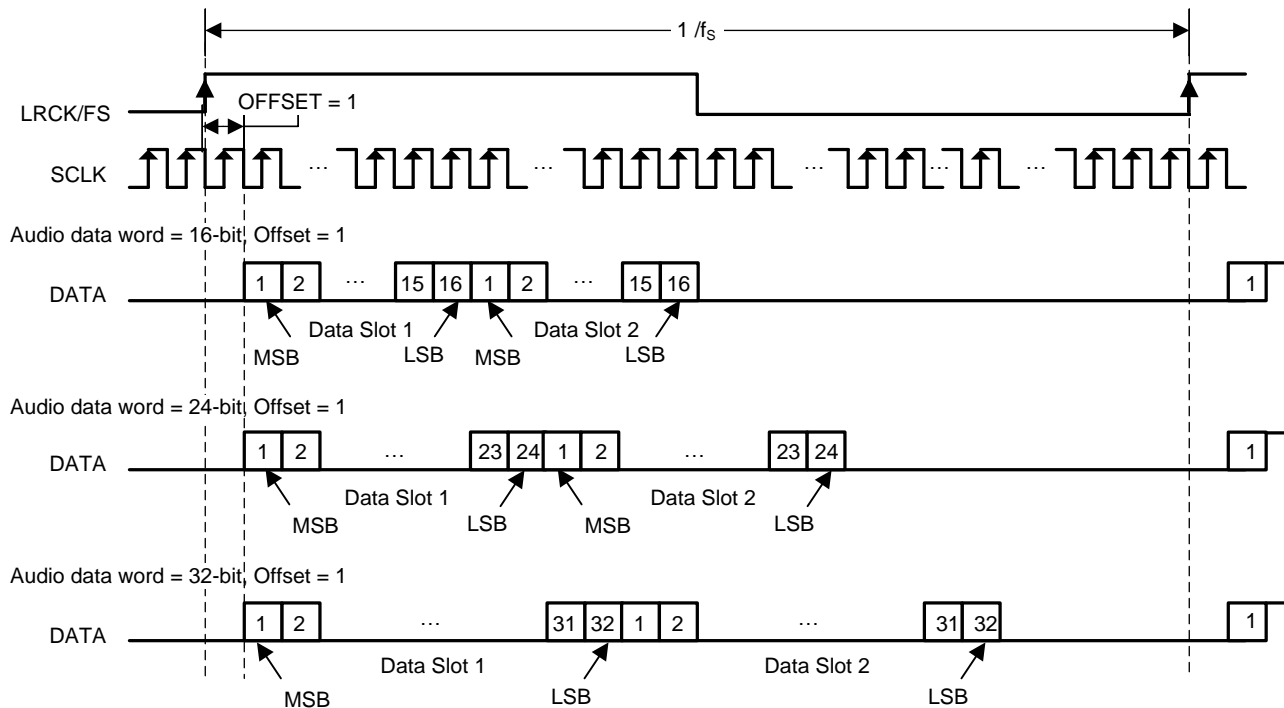 1 /fS
LRCK/FS
OFFSET = 1
SCLK
… … … … …
Audio data word = 16-bit, Offset = 1
DATA
1 2 … 15 16 1 2 … 15 16 1
Data Slot 1 Data Slot 2
MSB LSB MSB LSB
Audio data word = 24-bit, Offset = 1
DATA
1 2 … 23 24 1 2 … 23 24 1
Data Slot 1 Data Slot 2
MSB LSB MSB LSB
Audio data word = 32-bit, Offset = 1
DATA
1 2 … 31 32 1 2 … 31 32 1
Data Slot 1 Data Slot 2
MSB LSB LSB